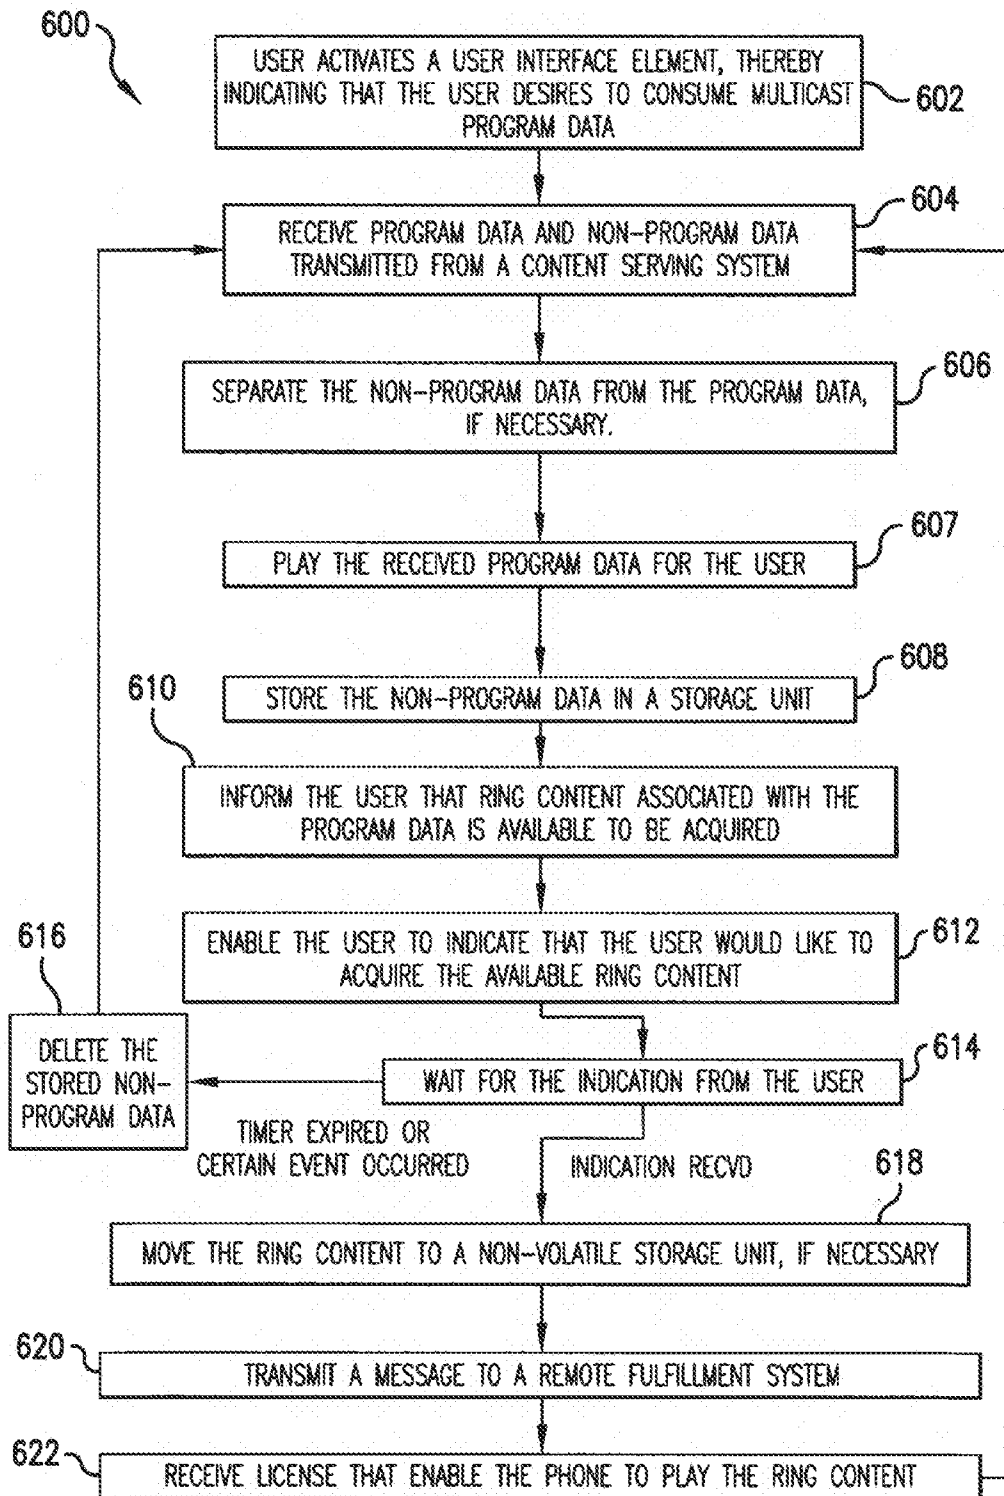 600
USER ACTIVATES A USER INTERFACE ELEMENT, THEREBY
INDICATING THAT THE USER DESIRES TO CONSUME MULTICAST
PROGRAM DATA
602
604
RECEIVE PROGRAM DATA AND NON-PROGRAM DATA
TRANSMITTED FROM A CONTENT SERVING SYSTEM
606
SEPARATE THE NON-PROGRAM DATA FROM THE PROGRAM DATA,
IF NECESSARY.
607
PLAY THE RECEIVED PROGRAM DATA FOR THE USER
608
STORE THE NON-PROGRAM DATA IN A STORAGE UNIT
610
INFORM THE USER THAT RING CONTENT ASSOCIATED WITH THE
PROGRAM DATA IS AVAILABLE TO BE ACQUIRED
612
ENABLE THE USER TO INDICATE THAT THE USER WOULD LIKE TO
ACQUIRE THE AVAILABLE RING CONTENT
614
WAIT FOR THE INDICATION FROM THE USER
616
DELETE THE
STORED NON-
PROGRAM DATA
TIMER EXPIRED OR
CERTAIN EVENT OCCURRED
INDICATION RECVD
618
MOVE THE RING CONTENT TO A NON-VOLATILE STORAGE UNIT, IF NECESSARY
620
TRANSMIT A MESSAGE TO A REMOTE FULFILLMENT SYSTEM
622
RECEIVE LICENSE THAT ENABLE THE PHONE TO PLAY THE RING CONTENT